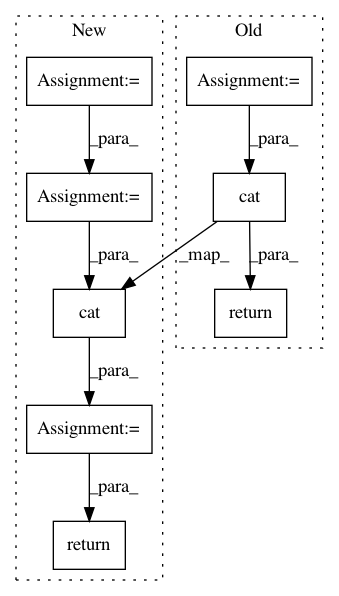 New
Old
Assignment:=
Assignment:=
_para_
_para_
Assignment:=
cat
_para_
_map_
_para_
cat
return
_para_
Assignment:=
_para_
return